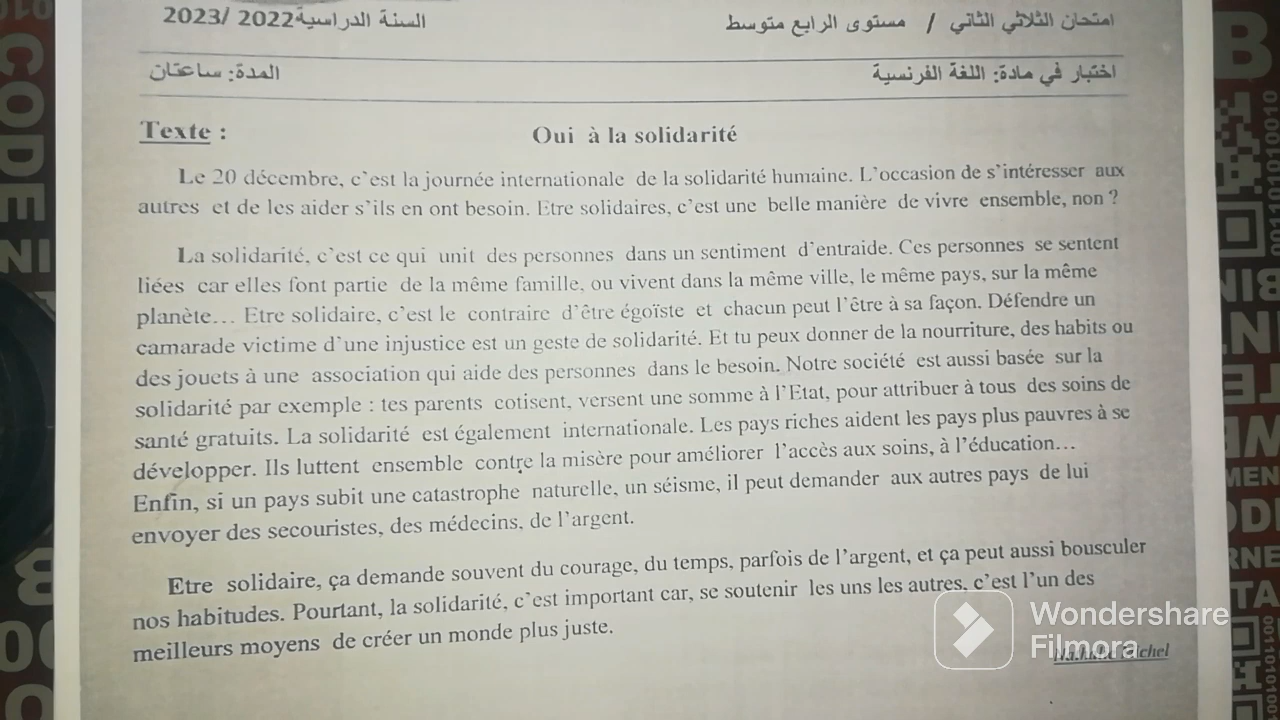 امتحان الثلاثي الثاني / مستوى الرابع متوسط السنة الدراسية2022 /2023
اختبار في مادة: اللغة الفرنسية المدة: ساعتان
Texte : Oui à la solidarité
Le 20 décembre, c'est la journée internationale de la solidarité humaine. L'occasion de s'intéresser aux
autres et de les aider s'ils en ont besoin. Etre solidaires, c'est une belle manière de vivre ensemble, non ?
La solidarité, c'est ce qui unit des personnes dans un sentiment d'entraide. Ces personnes se sentent
liées car elles font partie de la même famille, ou vivent dans la même ville, le même pays, sur la même
planète… Etre solidaire, c'est le contraire d'être égoïste et chacun peut l'être à sa façon. Défendre un
camarade victime d'une injustice est un geste de solidarité. Et tu peux donner de la nourriture, des habits ou
des jouets à une association qui aide des personnes dans le besoin. Notre société est aussi basée sur la
solidarité par exemple : tes parents cotisent, versent une somme à l'Etat, pour attribuer à tous des soins de
santé gratuits. La solidarité est également internationale. Les pays riches aident les pays plus pauvres à se
développer. Ils luttent ensemble contre la misère pour améliorer l'accès aux soins, à l'éducation…
Enfin, si un pays subit une catastrophe naturelle, un séisme, il peut demander aux autres pays de lui
envoyer des secouristes, des médecins, de l'argent.
Etre solidaire, ça demande souvent du courage, du temps, parfois de l'argent, et ça peut aussi bousculer
nos habitudes. Pourtant, la solidarité, c'est important car, se soutenir les uns les autres, c'est l'un des
meilleurs moyens de créer un monde plus juste.
Wondershare
Filmora
CODE
BIN